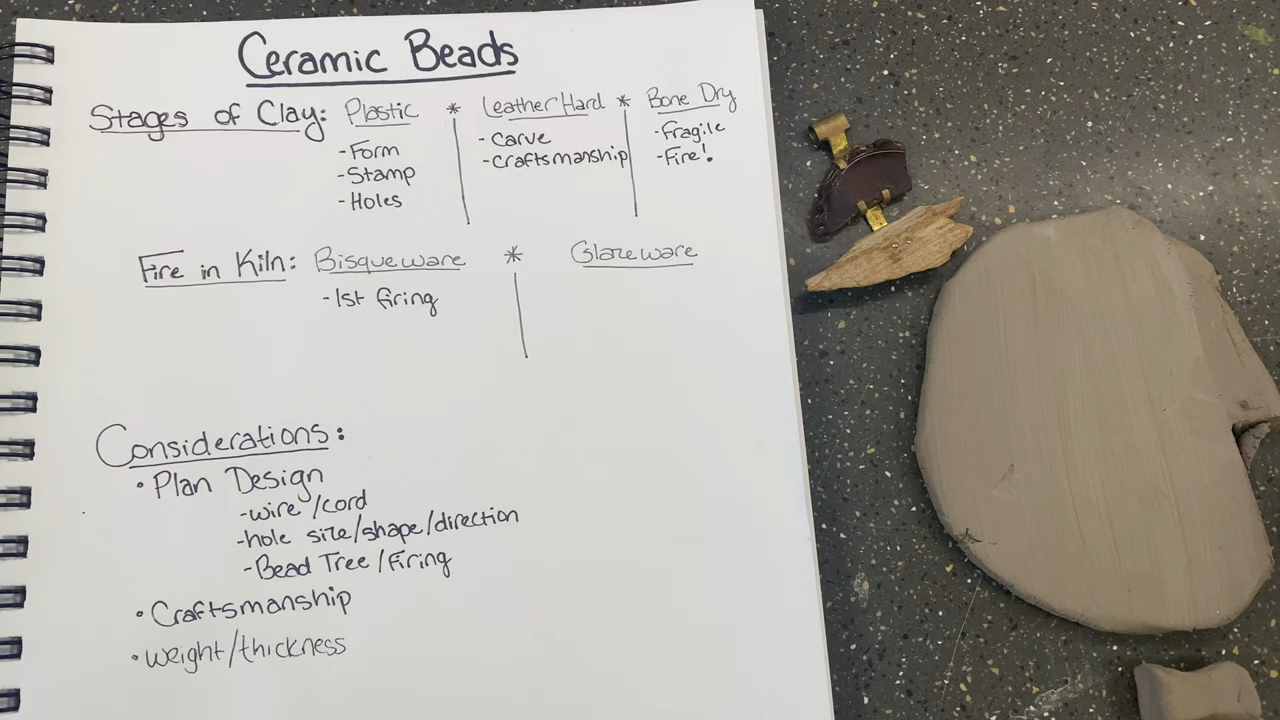 Ceramic Beads
Stages of Clay: Plastic * Leather Hard * Bone Dry
-Form
-Stamp
-Holes
-Carve
-Craftsmanship
-Fragile
-Fire!
Fire in Kiln: Bisqueware * Glazeware
-1st firing
Considerations:
• Plan Design
-wire/cord
-hole size/shape/direction
-Bead Tree/Firing
• Craftsmanship
• weight/thickness